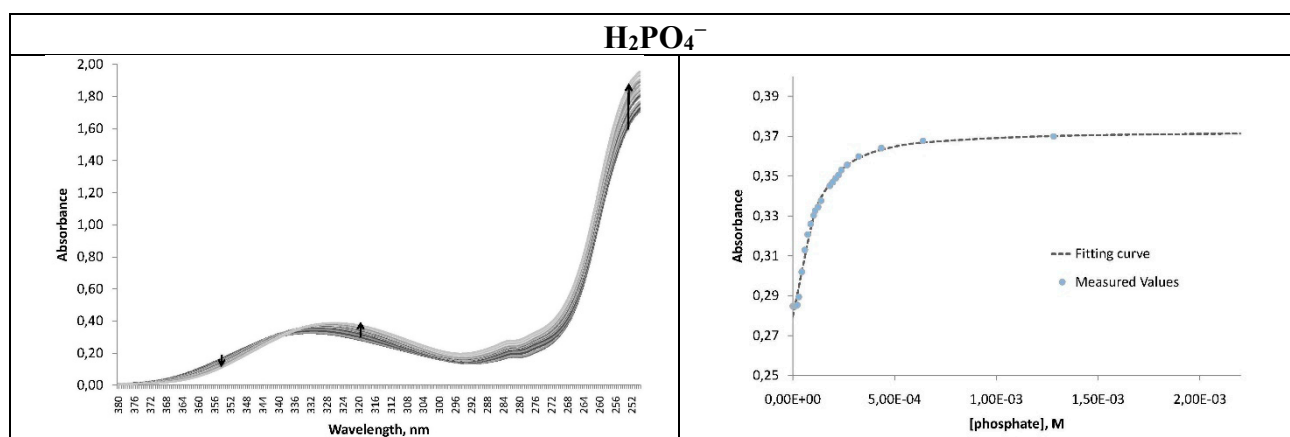 H₂PO₄⁻
2,00
1,80
1,60
1,40
1,20
1,00
0,80
0,60
0,40
0,20
0,00
Absorbance
380 376 372 368 364 360 356 352 348 344 340 336 332 328 324 320 316 312 308 304 300 296 292 288 284 280 276 272 268 264 260 256 252
Wavelength, nm
0,39
0,37
0,35
0,33
0,31
0,29
0,27
0,25
Absorbance
Fitting curve
Measured Values
0,00E+00 5,00E-04 1,00E-03 1,50E-03 2,00E-03
[phosphate], M